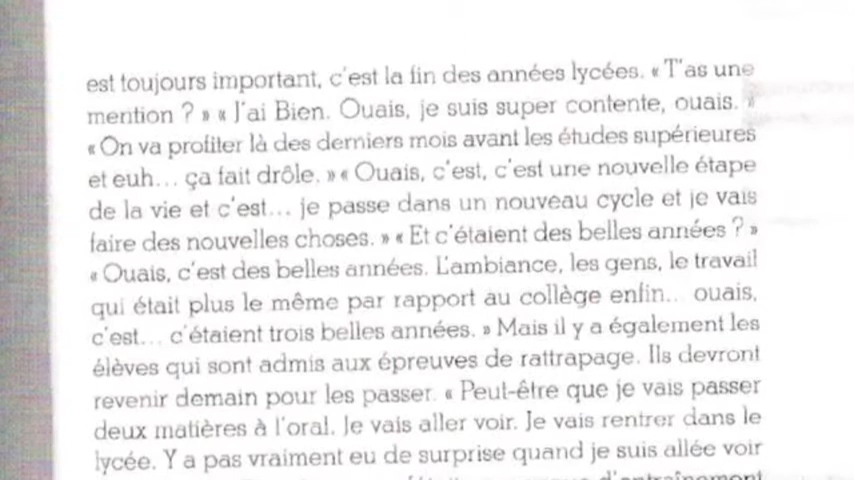 est toujours important, c'est la fin des années lycées. « T'as une
mention ? » « J'ai Bien. Ouais, je suis super contente, ouais. »
« On va profiter là des derniers mois avant les études supérieures
et euh... ça fait drôle. » « Ouais, c'est, c'est une nouvelle étape
de la vie et c'est... je passe dans un nouveau cycle et je vais
faire des nouvelles choses. » « Et c'étaient des belles années ? »
« Ouais, c'est des belles années. L'ambiance, les gens, le travail
qui était plus le même par rapport au collège enfin... ouais,
c'est... c'étaient trois belles années. » Mais il y a également les
élèves qui sont admis aux épreuves de rattrapage. Ils devront
revenir demain pour les passer. « Peut-être que je vais passer
deux matières à l'oral. Je vais aller voir. Je vais rentrer dans le
lycée. Y a pas vraiment eu de surprise quand je suis allée voir
d'entraînement